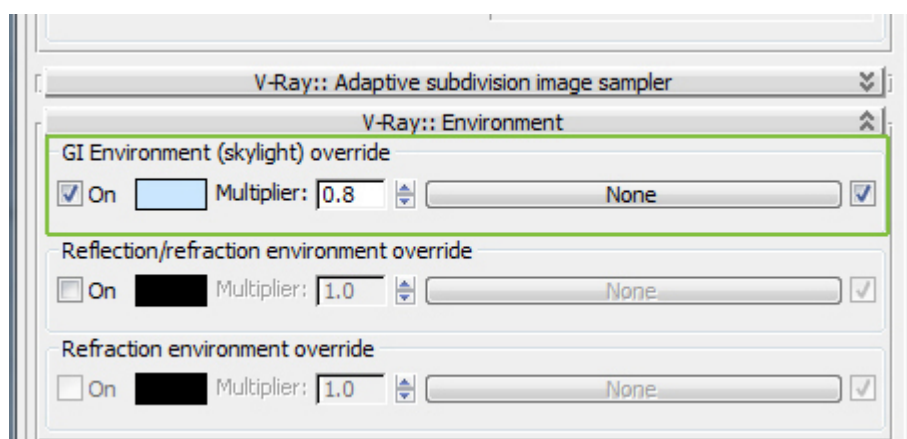 V-Ray:: Adaptive subdivision image sampler
V-Ray:: Environment
GI Environment (skylight) override
On Multiplier: 0.8 None
Reflection/refraction environment override
On Multiplier: 1.0 None
Refraction environment override
On Multiplier: 1.0 None